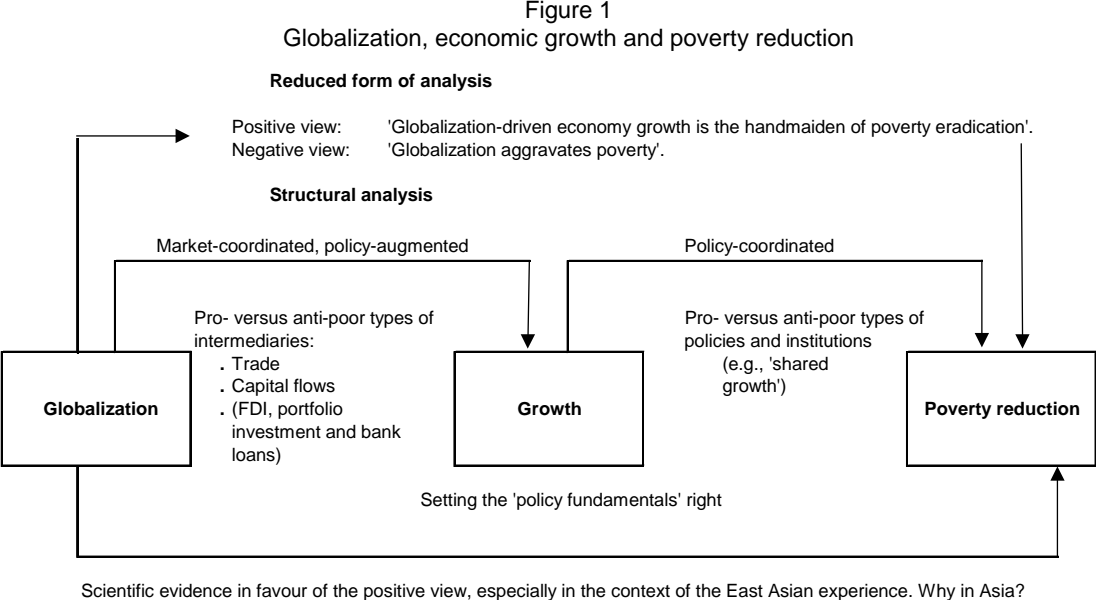 Figure 1
Globalization, economic growth and poverty reduction
Reduced form of analysis
Positive view: 'Globalization-driven economy growth is the handmaiden of poverty eradication'.
Negative view: 'Globalization aggravates poverty'.
Structural analysis
Market-coordinated, policy-augmented
Policy-coordinated
Pro- versus anti-poor types of
intermediaries:
. Trade
. Capital flows
. (FDI, portfolio
investment and bank
loans)
Pro- versus anti-poor types of
policies and institutions
(e.g., 'shared
growth')
Globalization
Growth
Poverty reduction
Setting the 'policy fundamentals' right
Scientific evidence in favour of the positive view, especially in the context of the East Asian experience. Why in Asia?